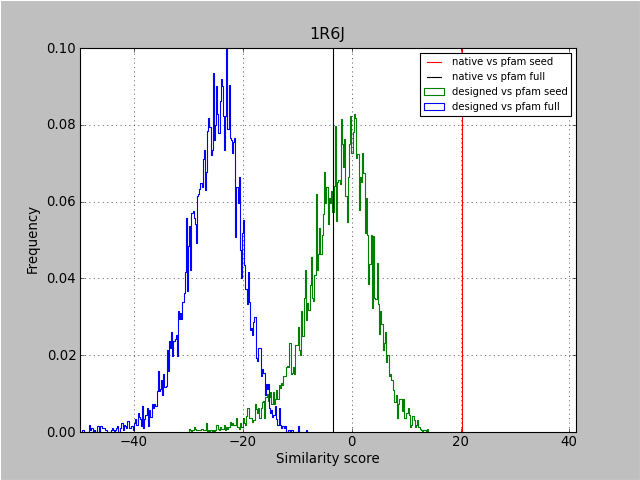 1R6J
0.10
0.08
0.06
0.04
0.02
0.00
Frequency
native vs pfam seed
native vs pfam full
designed vs pfam seed
designed vs pfam full
−40
−20
0
20
40
Similarity score